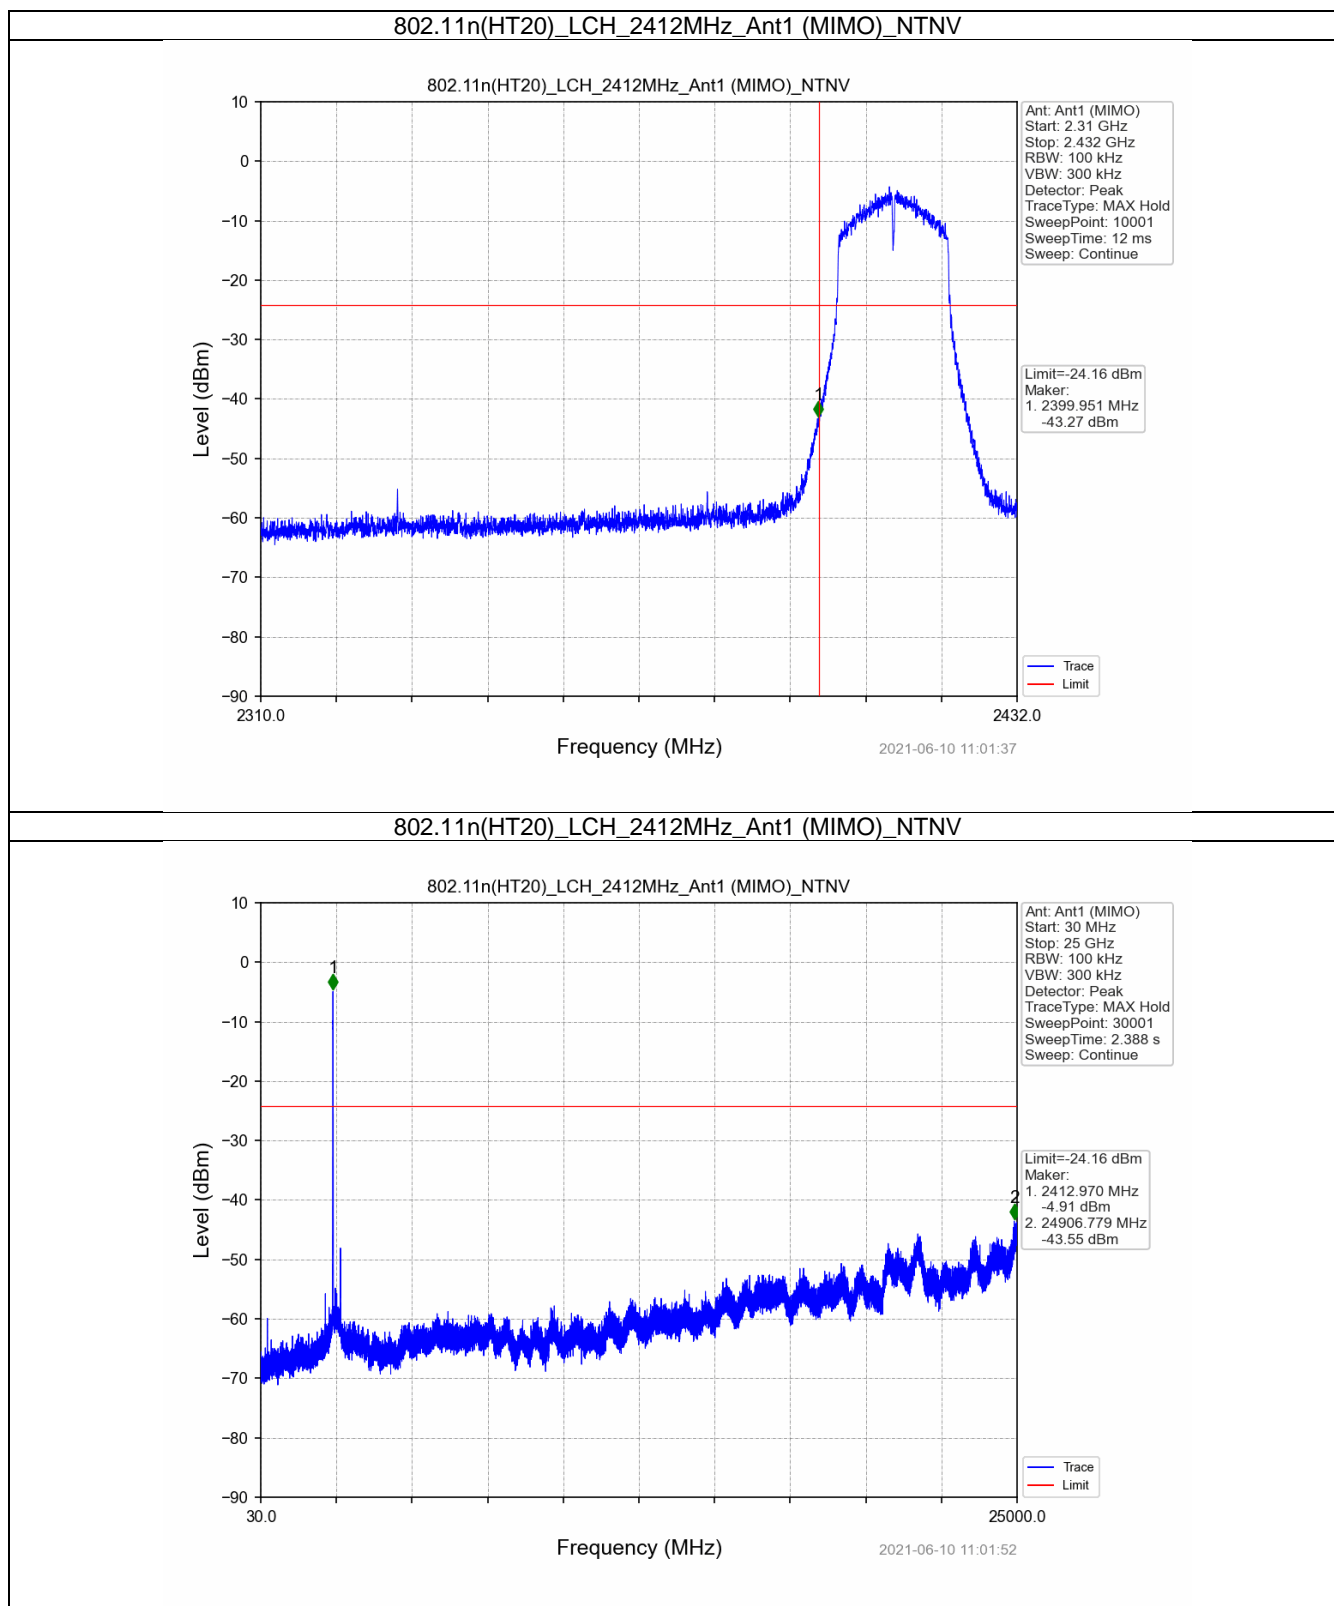 802.11n(HT20)_LCH_2412MHz_Ant1 (MIMO)_NTNV
802.11n(HT20)_LCH_2412MHz_Ant1 (MIMO)_NTNV
10
0
−10
−20
−30
−40
−50
−60
−70
−80
−90
Level (dBm)
1
2310.0
2432.0
Frequency (MHz)
2021-06-10 11:01:37
Ant: Ant1 (MIMO)
Start: 2.31 GHz
Stop: 2.432 GHz
RBW: 100 kHz
VBW: 300 kHz
Detector: Peak
TraceType: MAX Hold
SweepPoint: 10001
SweepTime: 12 ms
Sweep: Continue
Limit=-24.16 dBm
Maker:
1. 2399.951 MHz
-43.27 dBm
Trace
Limit
802.11n(HT20)_LCH_2412MHz_Ant1 (MIMO)_NTNV
802.11n(HT20)_LCH_2412MHz_Ant1 (MIMO)_NTNV
10
0
−10
−20
−30
−40
−50
−60
−70
−80
−90
Level (dBm)
1
2
30.0
25000.0
Frequency (MHz)
2021-06-10 11:01:52
Ant: Ant1 (MIMO)
Start: 30 MHz
Stop: 25 GHz
RBW: 100 kHz
VBW: 300 kHz
Detector: Peak
TraceType: MAX Hold
SweepPoint: 30001
SweepTime: 2.388 s
Sweep: Continue
Limit=-24.16 dBm
Maker:
1. 2412.970 MHz
-4.91 dBm
2. 24906.779 MHz
-43.55 dBm
Trace
Limit